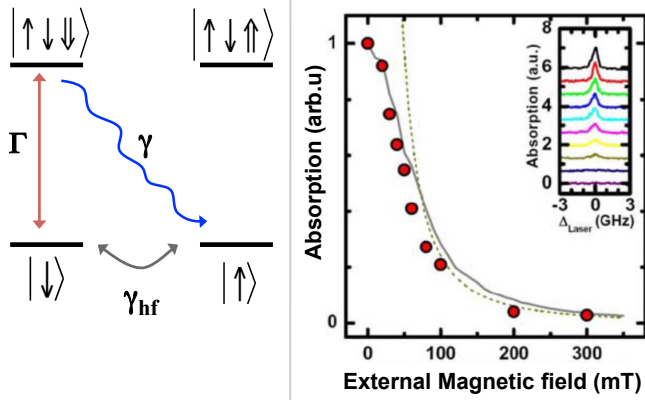 |↑↓⇓⟩
|↑↓⇑⟩
Γ
γ
|↓⟩
|↑⟩
γhf
Absorption (arb.u)
1
0
0
100
200
300
External Magnetic field (mT)
Absorption (a.u.)
8
6
4
2
0
-3
0
3
ΔLaser (GHz)